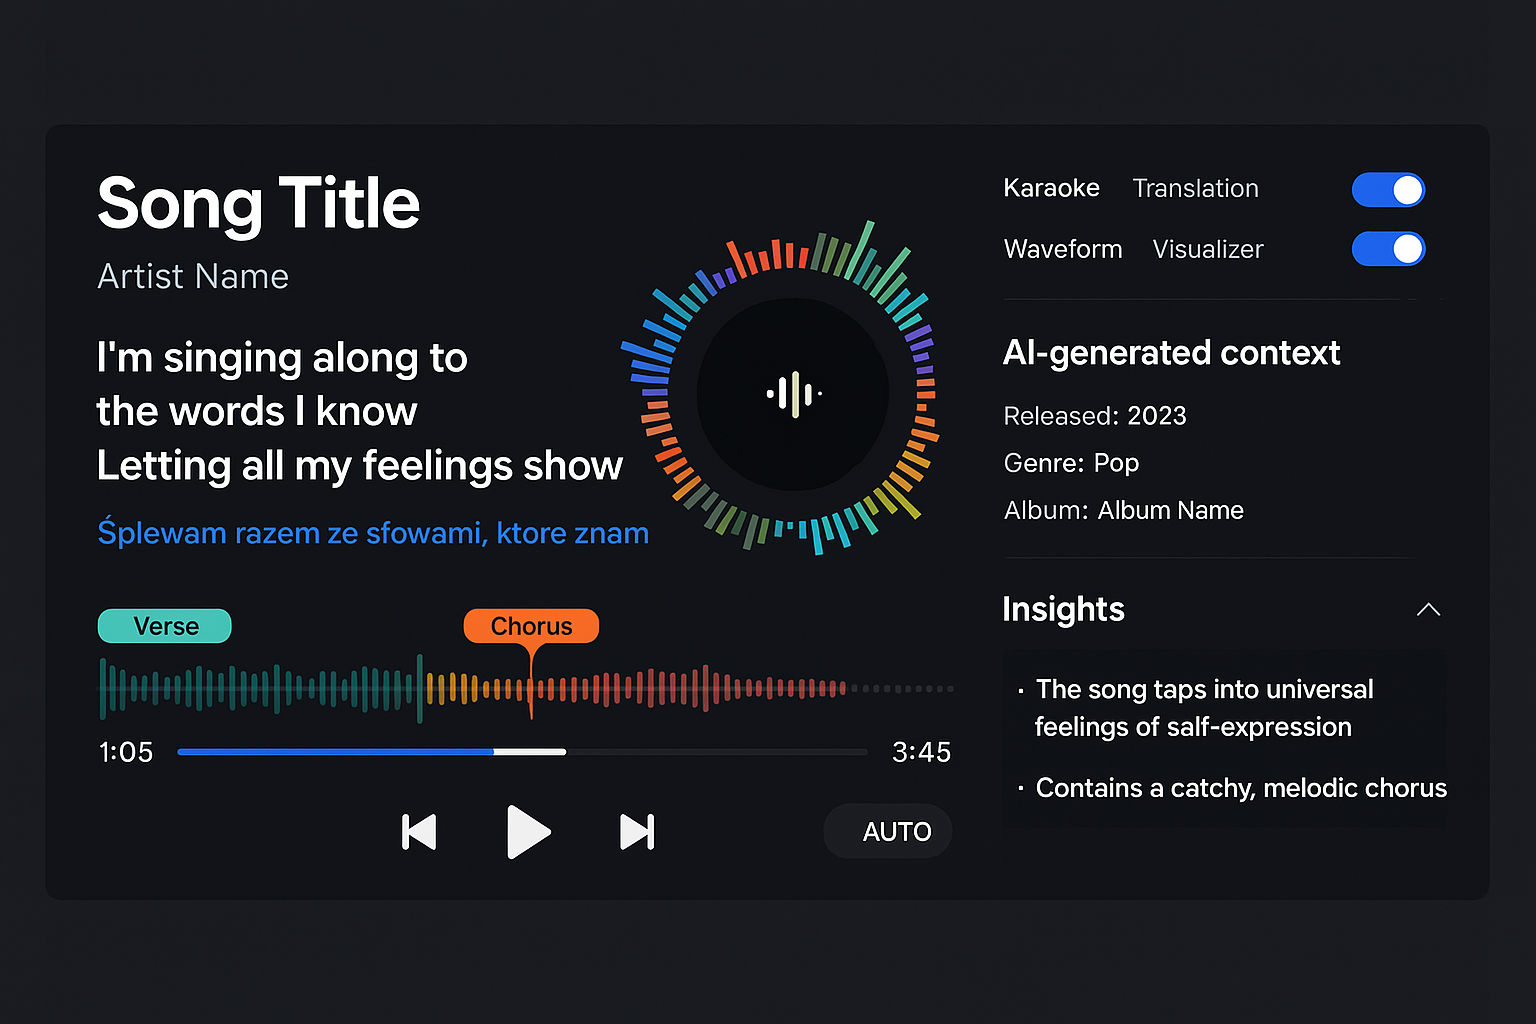 Song Title
Artist Name
I'm singing along to
the words I know
Letting all my feelings show
Śplewam razem ze sfowami, ktore znam
Verse
Chorus
1:05
3:45
AUTO
Karaoke Translation
Waveform Visualizer
AI-generated context
Released: 2023
Genre: Pop
Album: Album Name
Insights
· The song taps into universal
feelings of salf-expression
· Contains a catchy, melodic chorus